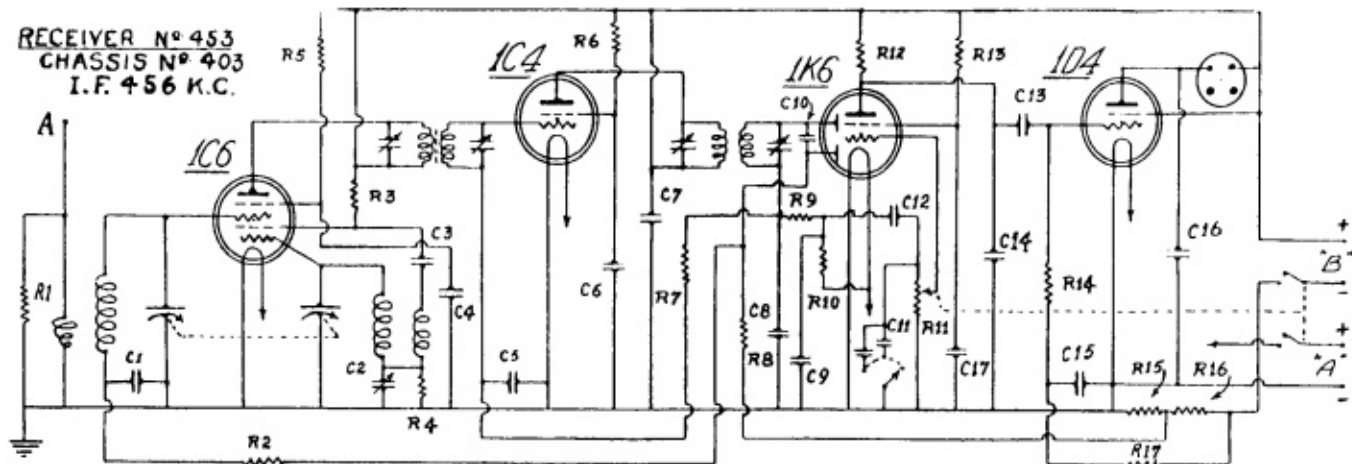 RECEIVER Nº 453
CHASSIS Nº 403
I.F. 456 K.C.
A
R5
1C6
R3
1C4
R6
C7
C10
1K6
R12
R13
1D4
C13
R1
C1
C3
C4
C2
R4
C5
C6
R7
C8
R8
R9
C12
R10
C9
C11
R11
C14
C17
R14
C15
C16
R15
R16
R17
R2
+
"B"
-
+
"A"
-